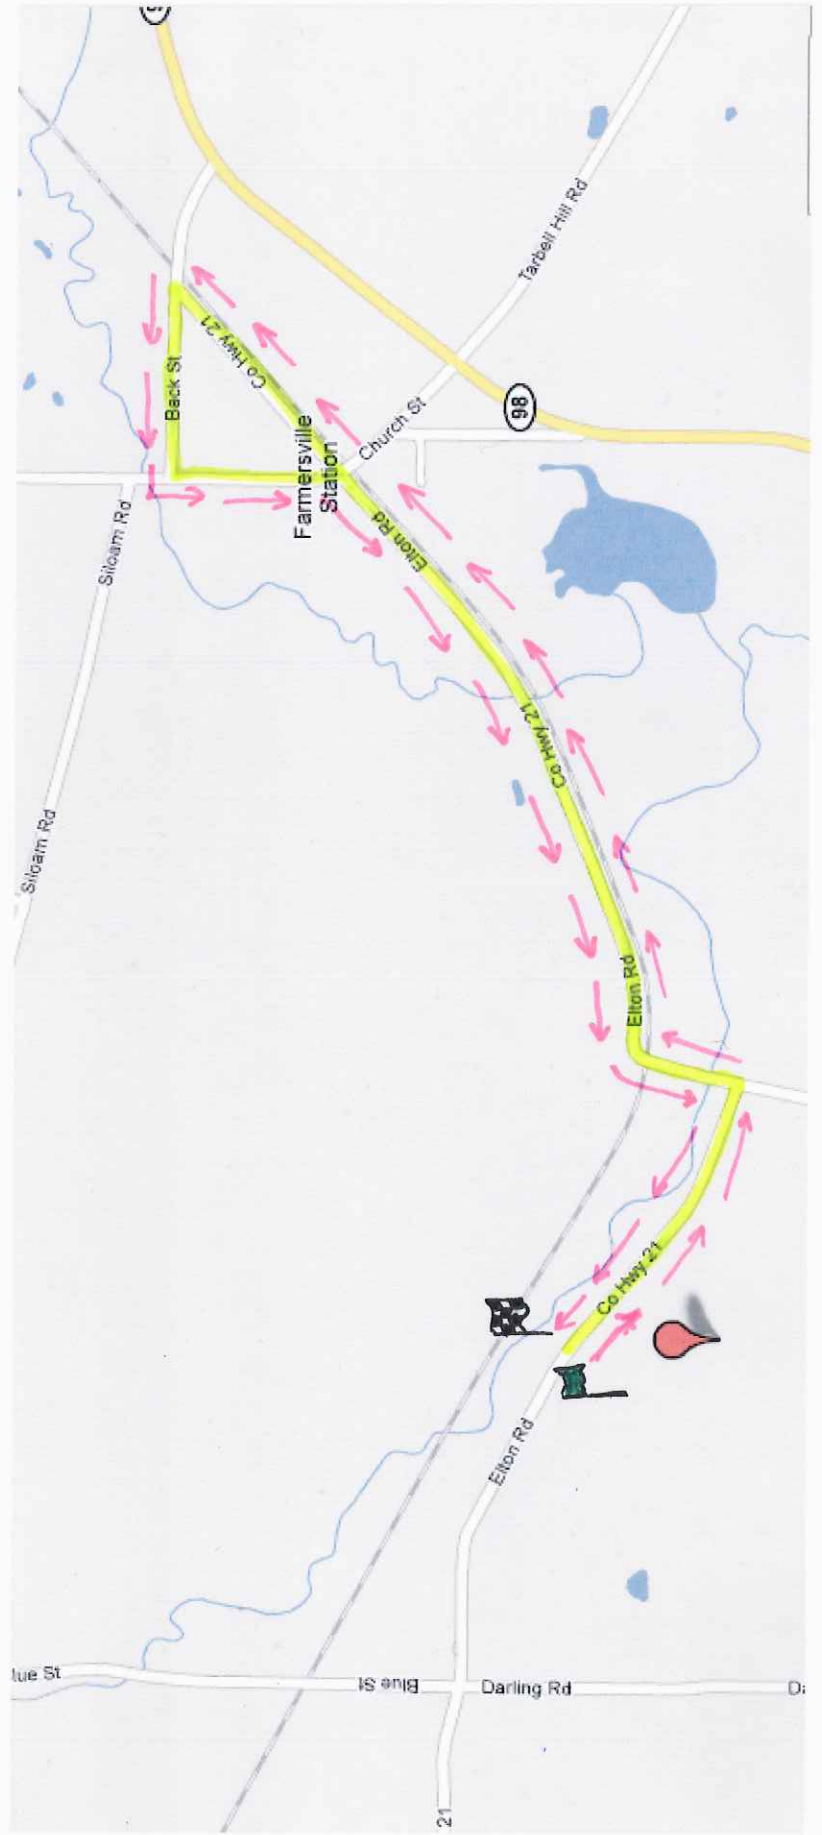 Tarbell Hill Rd
Co Hwy 21
Back St
98
Church St
Farmersville
Station
Siloam Rd
Elton Rd
Co Hwy 21
Siloam Rd
Elton Rd
Co Hwy 21
Elton Rd
lue St
Blue St
Darling Rd
21